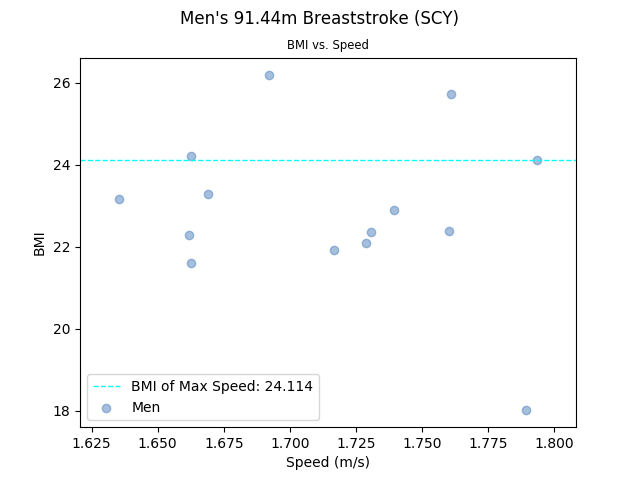 Men's 91.44m Breaststroke (SCY)
BMI vs. Speed
26
24
22
20
18
BMI
BMI of Max Speed: 24.114
Men
1.625 1.650 1.675 1.700 1.725 1.750 1.775 1.800
Speed (m/s)